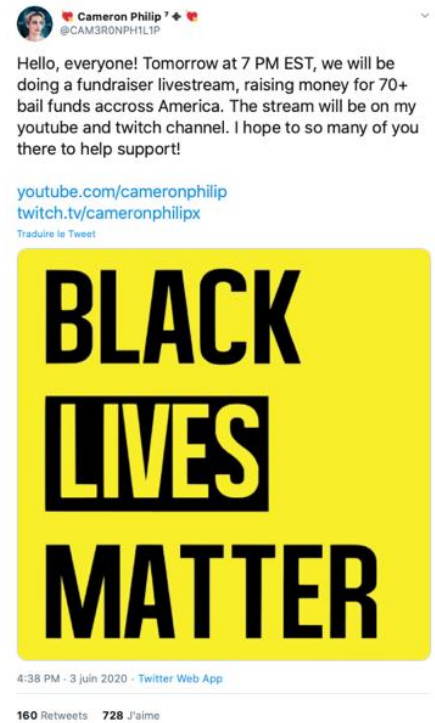 Cameron Philip ⁷
@CAM3R0NPH1L1P
Hello, everyone! Tomorrow at 7 PM EST, we will be
doing a fundraiser livestream, raising money for 70+
bail funds accross America. The stream will be on my
youtube and twitch channel. I hope to so many of you
there to help support!
youtube.com/cameronphilip
twitch.tv/cameronphilipx
Traduire le Tweet
BLACK
LIVES
MATTER
4:38 PM · 3 juin 2020 · Twitter Web App
160 Retweets 728 J'aime